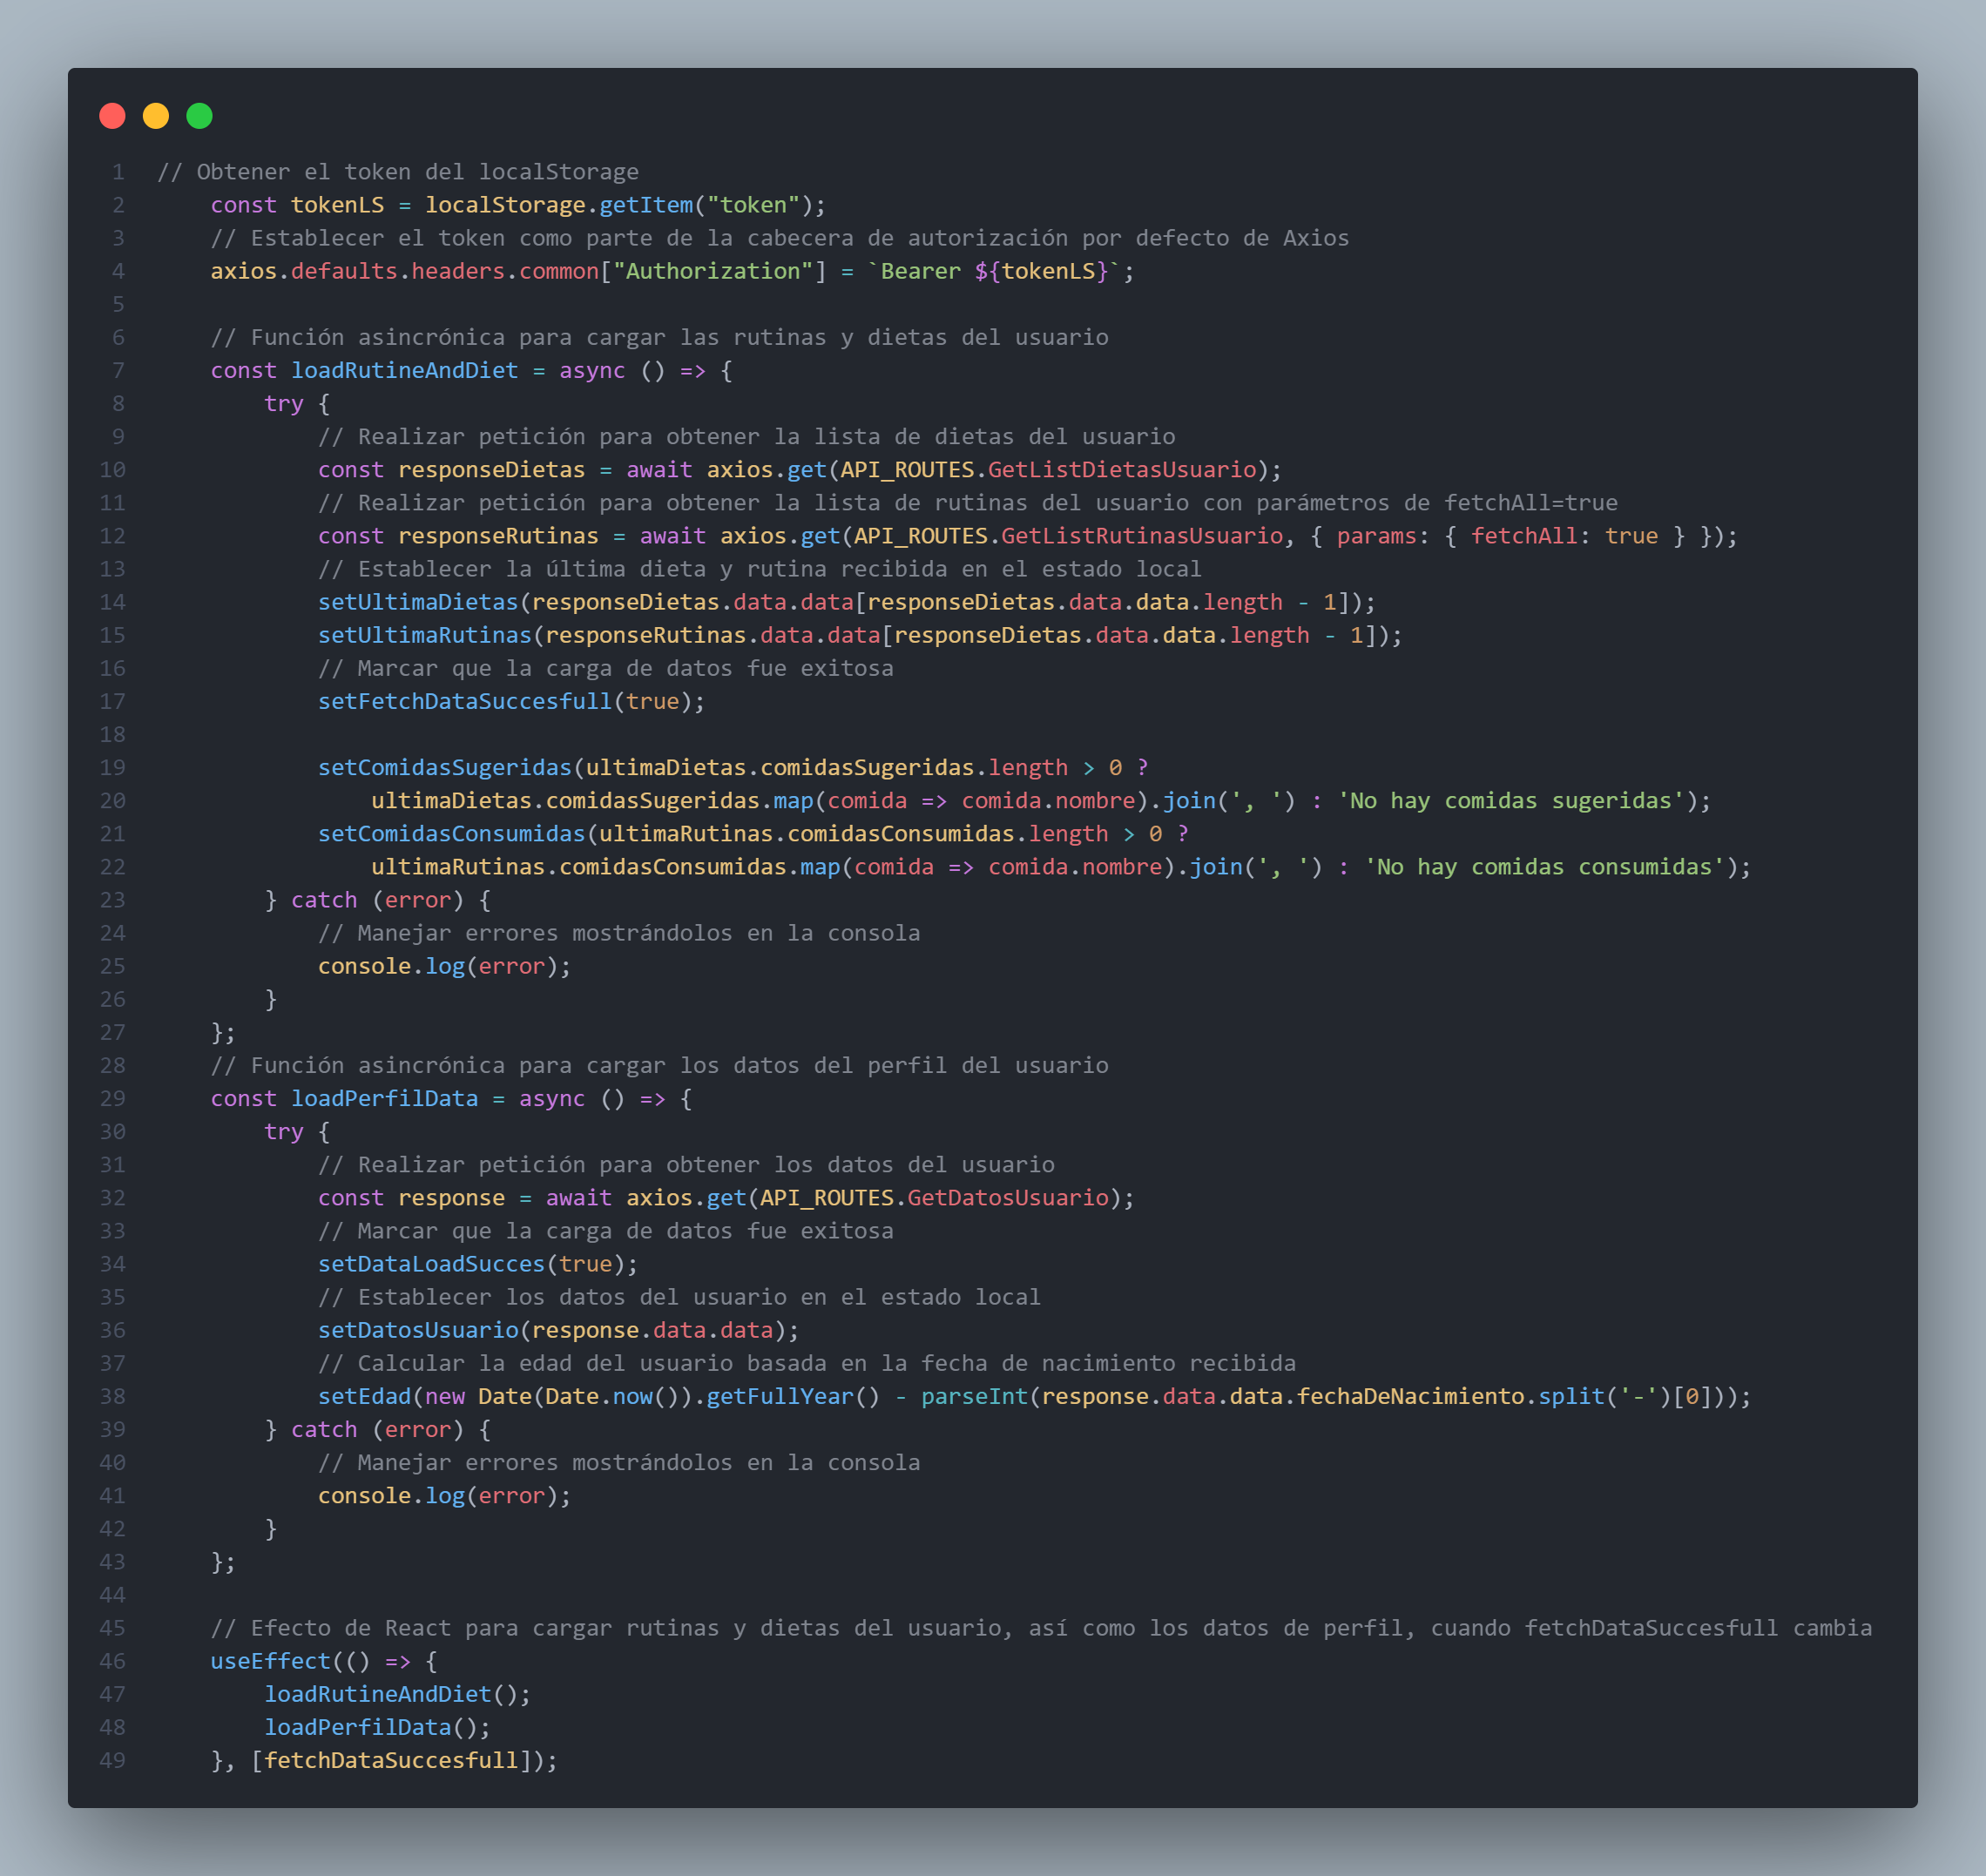 1 // Obtener el token del localStorage
2     const tokenLS = localStorage.getItem("token");
3     // Establecer el token como parte de la cabecera de autorización por defecto de Axios
4     axios.defaults.headers.common["Authorization"] = `Bearer ${tokenLS}`;
5
6     // Función asincrónica para cargar las rutinas y dietas del usuario
7     const loadRutineAndDiet = async () => {
8         try {
9             // Realizar petición para obtener la lista de dietas del usuario
10             const responseDietas = await axios.get(API_ROUTES.GetListDietasUsuario);
11             // Realizar petición para obtener la lista de rutinas del usuario con parámetros de fetchAll=true
12             const responseRutinas = await axios.get(API_ROUTES.GetListRutinasUsuario, { params: { fetchAll: true } });
13             // Establecer la última dieta y rutina recibida en el estado local
14             setUltimaDietas(responseDietas.data.data[responseDietas.data.data.length - 1]);
15             setUltimaRutinas(responseRutinas.data.data[responseDietas.data.data.length - 1]);
16             // Marcar que la carga de datos fue exitosa
17             setFetchDataSuccesfull(true);
18
19             setComidasSugeridas(ultimaDietas.comidasSugeridas.length > 0 ?
20                 ultimaDietas.comidasSugeridas.map(comida => comida.nombre).join(', ') : 'No hay comidas sugeridas');
21             setComidasConsumidas(ultimaRutinas.comidasConsumidas.length > 0 ?
22                 ultimaRutinas.comidasConsumidas.map(comida => comida.nombre).join(', ') : 'No hay comidas consumidas');
23         } catch (error) {
24             // Manejar errores mostrándolos en la consola
25             console.log(error);
26         }
27     };
28     // Función asincrónica para cargar los datos del perfil del usuario
29     const loadPerfilData = async () => {
30         try {
31             // Realizar petición para obtener los datos del usuario
32             const response = await axios.get(API_ROUTES.GetDatosUsuario);
33             // Marcar que la carga de datos fue exitosa
34             setDataLoadSucces(true);
35             // Establecer los datos del usuario en el estado local
36             setDatosUsuario(response.data.data);
37             // Calcular la edad del usuario basada en la fecha de nacimiento recibida
38             setEdad(new Date(Date.now()).getFullYear() - parseInt(response.data.data.fechaDeNacimiento.split('-')[0]));
39         } catch (error) {
40             // Manejar errores mostrándolos en la consola
41             console.log(error);
42         }
43     };
44
45     // Efecto de React para cargar rutinas y dietas del usuario, así como los datos de perfil, cuando fetchDataSuccesfull cambia
46     useEffect(() => {
47         loadRutineAndDiet();
48         loadPerfilData();
49     }, [fetchDataSuccesfull]);